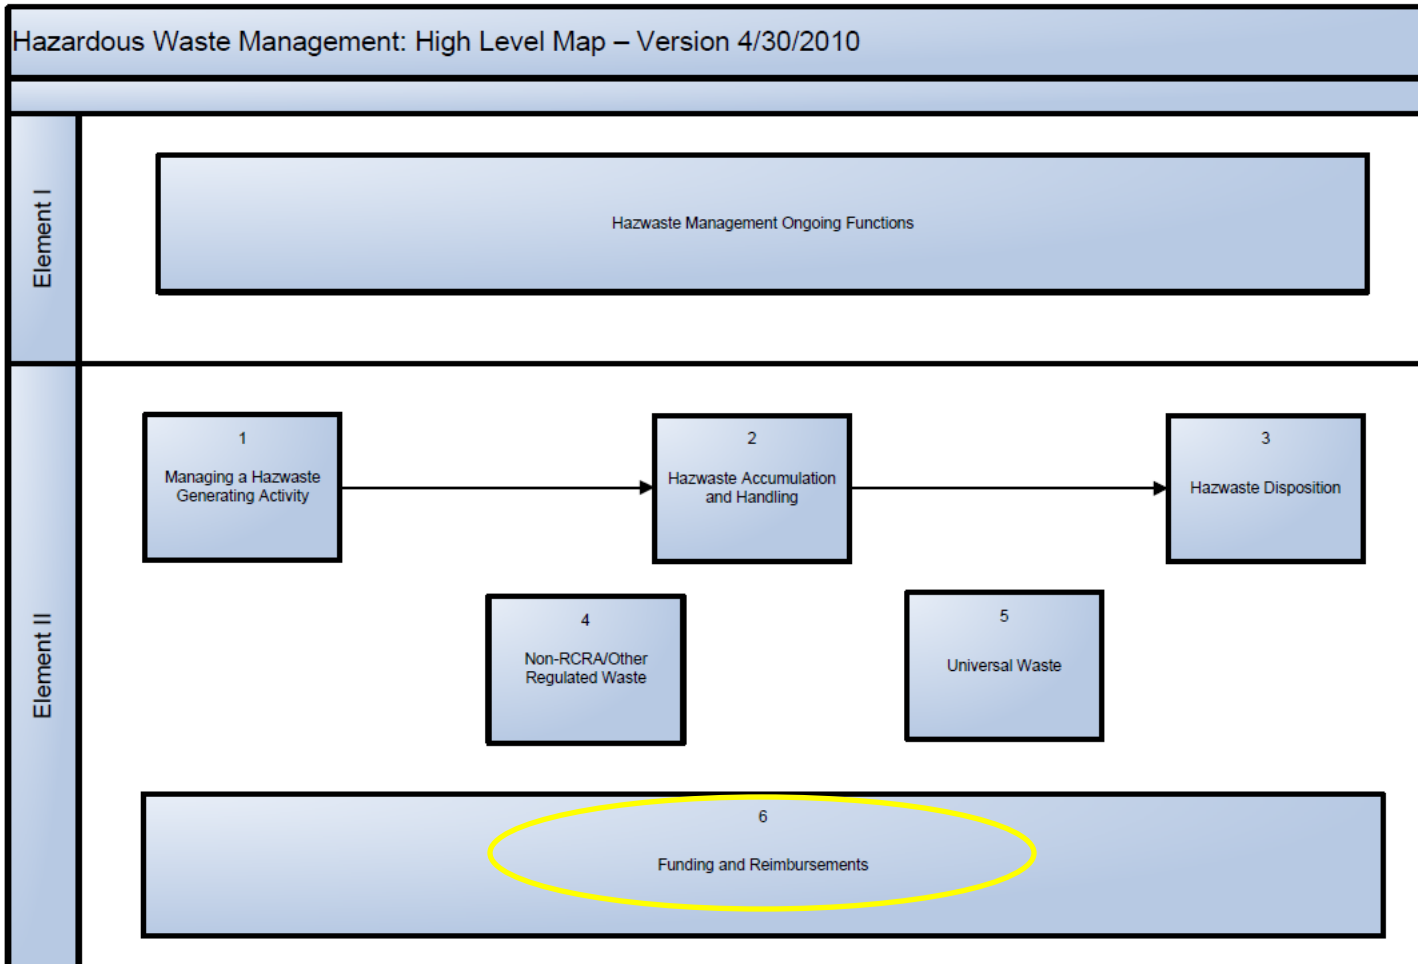 Hazardous Waste Management: High Level Map – Version 4/30/2010
Element I
Hazwaste Management Ongoing Functions
Element II
1
Managing a Hazwaste
Generating Activity
2
Hazwaste Accumulation
and Handling
3
Hazwaste Disposition
4
Non-RCRA/Other
Regulated Waste
5
Universal Waste
6
Funding and Reimbursements